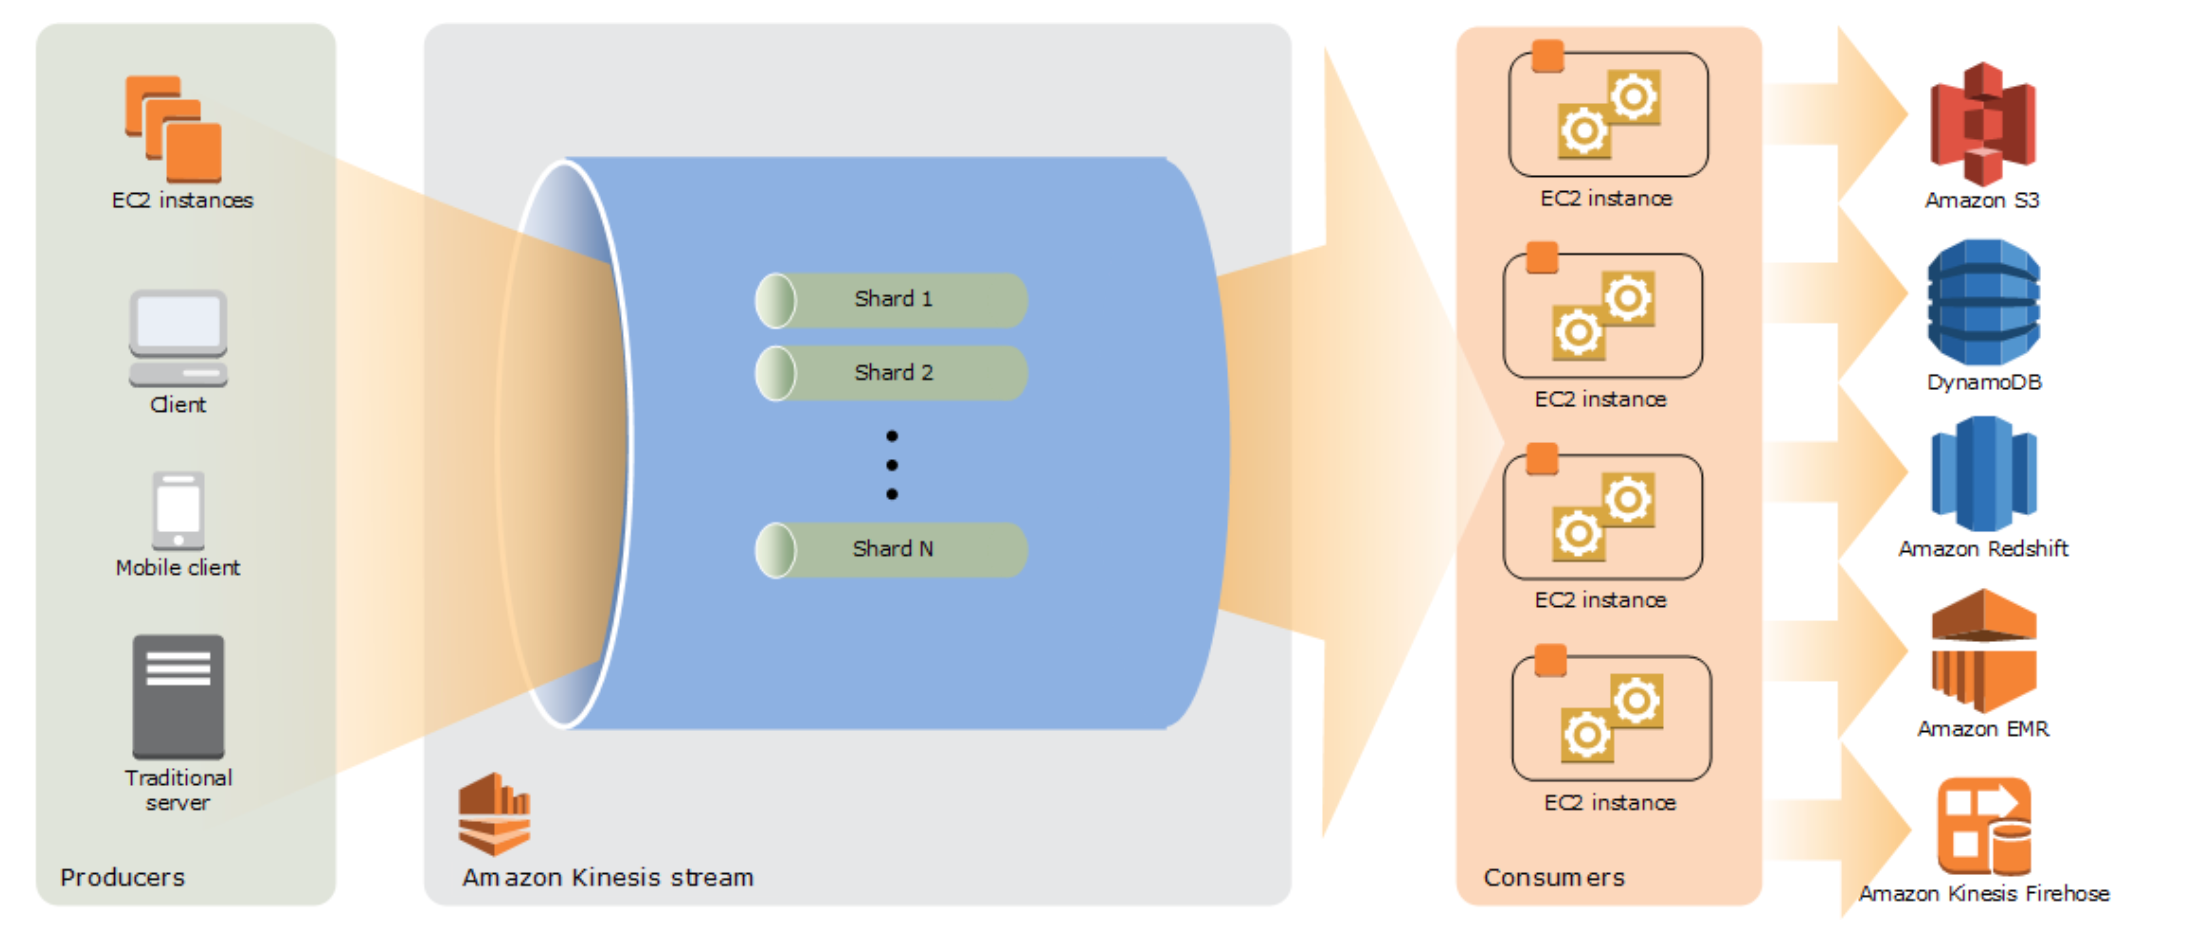 EC2 instances
Client
Mobile client
Traditional
server
Producers
Shard 1
Shard 2
Shard N
Amazon Kinesis stream
EC2 instance
EC2 instance
EC2 instance
EC2 instance
Consumers
Amazon S3
DynamoDB
Amazon Redshift
Amazon EMR
Amazon Kinesis Firehose